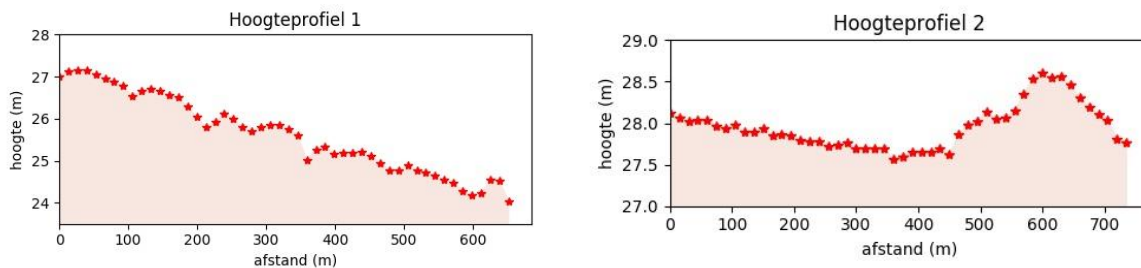 Hoogteprofiel 1
28
27
26
25
24
hoogte (m)
0 100 200 300 400 500 600
afstand (m)
Hoogteprofiel 2
29.0
28.5
28.0
27.5
27.0
hoogte (m)
0 100 200 300 400 500 600 700
afstand (m)